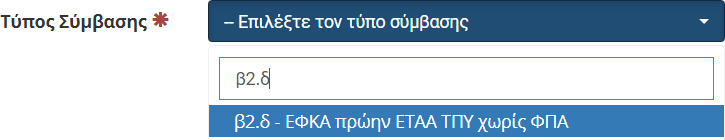 Τύπος Σύμβασης ✱ -- Επιλέξτε τον τύπο σύμβασης
β2.δ
β2.δ - ΕΦΚΑ πρώην ΕΤΑΑ ΤΠΥ χωρίς ΦΠΑ